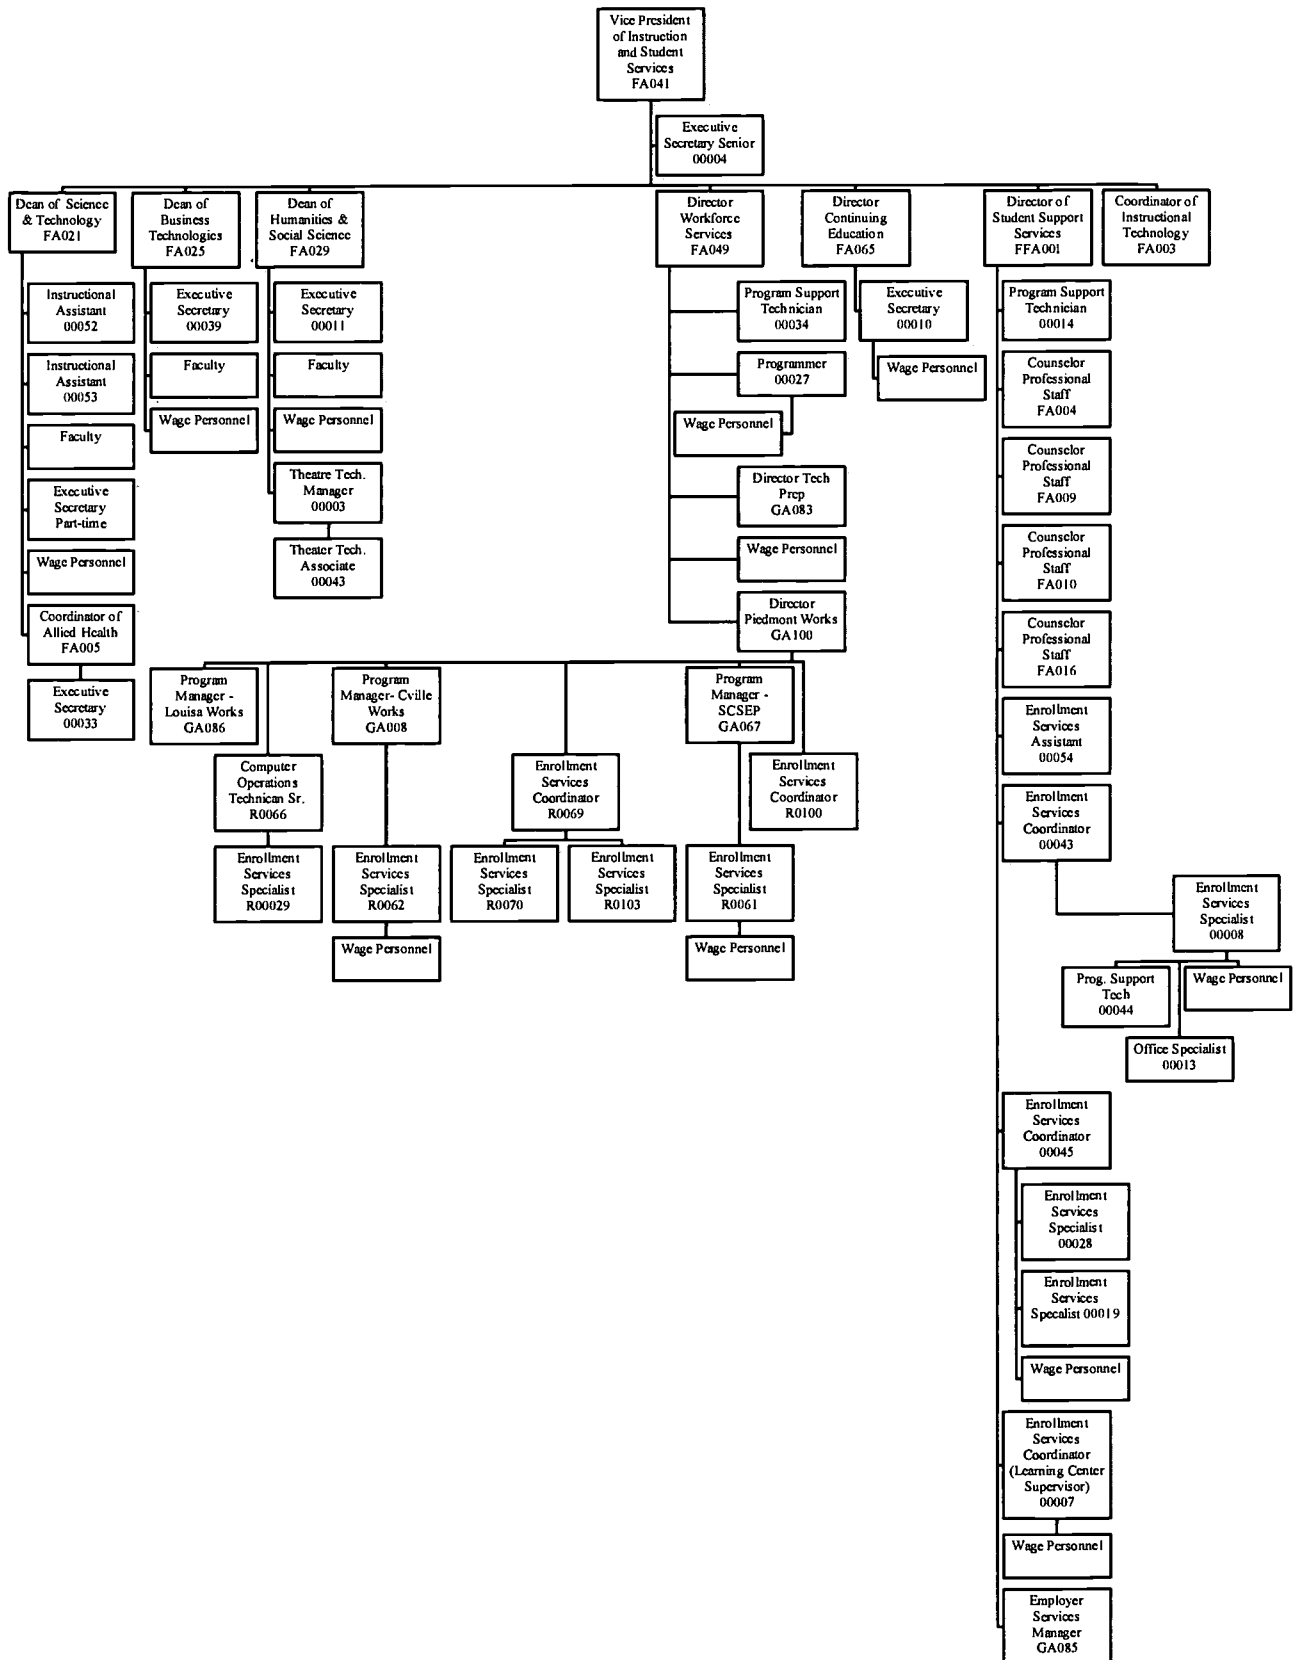 Vice President
of Instruction
and Student
Services
FA041
Executive
Secretary Senior
00004
Dean of Science
& Technology
FA021
Dean of
Business
Technologies
FA025
Dean of
Humanities &
Social Science
FA029
Director
Workforce
Services
FA049
Director
Continuing
Education
FA065
Director of
Student Support
Services
FFA001
Coordinator of
Instructional
Technology
FA003
Instructional
Assistant
00052
Instructional
Assistant
00053
Faculty
Executive
Secretary
Part-time
Wage Personnel
Coordinator of
Allied Health
FA005
Executive
Secretary
00033
Executive
Secretary
00039
Faculty
Wage Personnel
Executive
Secretary
00011
Faculty
Wage Personnel
Theatre Tech.
Manager
00003
Theater Tech.
Associate
00043
Program Support
Technician
00034
Programmer
00027
Wage Personnel
Director Tech
Prep
GA083
Wage Personnel
Director
Piedmont Works
GA100
Program
Manager -
Louisa Works
GA086
Computer
Operations
Technican Sr.
R0066
Enrollment
Services
Specialist
R00029
Program
Manager- Cville
Works
GA008
Enrollment
Services
Specialist
R0062
Wage Personnel
Enrollment
Services
Coordinator
R0069
Enrollment
Services
Specialist
R0070
Enrollment
Services
Specialist
R0103
Program
Manager -
SCSEP
GA067
Enrollment
Services
Specialist
R0061
Wage Personnel
Enrollment
Services
Coordinator
R0100
Executive
Secretary
00010
Wage Personnel
Program Support
Technician
00014
Counselor
Professional
Staff
FA004
Counselor
Professional
Staff
FA009
Counselor
Professional
Staff
FA010
Counselor
Professional
Staff
FA016
Enrollment
Services
Assistant
00054
Enrollment
Services
Coordinator
00043
Enrollment
Services
Specialist
00008
Prog. Support
Tech
00044
Wage Personnel
Office Specialist
00013
Enrollment
Services
Coordinator
00045
Enrollment
Services
Specialist
00028
Enrollment
Services
Specalist 00019
Wage Personnel
Enrollment
Services
Coordinator
(Learning Center
Supervisor)
00007
Wage Personnel
Employer
Services
Manager
GA085